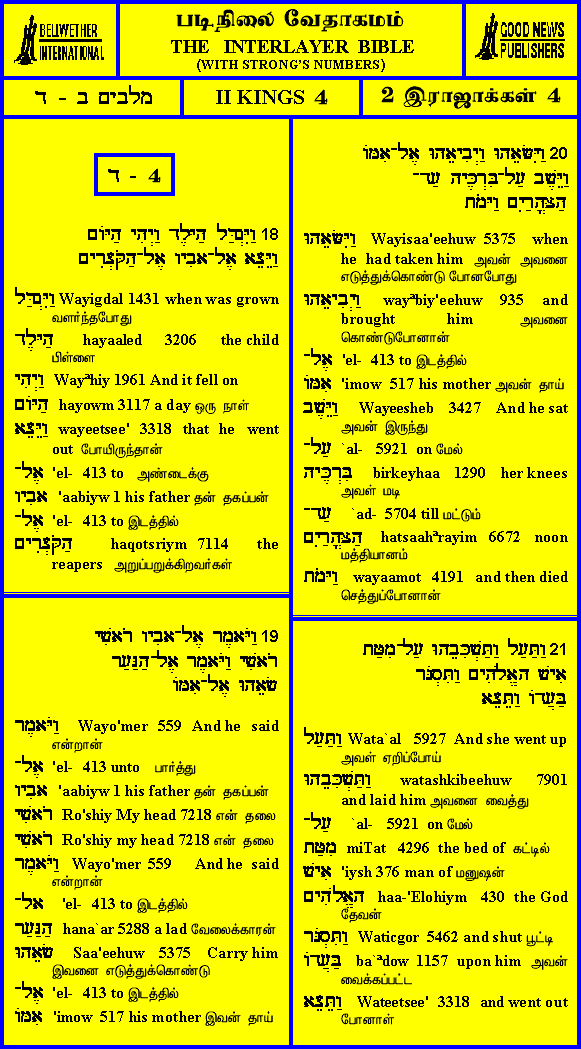 BELLWETHER
INTERNATIONAL
படிநிலை வேதாகமம்
THE INTERLAYER BIBLE
(WITH STRONG'S NUMBERS)
GOOD NEWS
PUBLISHERS
מלכים ב - ד
II KINGS 4
2 இராஜாக்கள் 4
4 - ד
18 וַיִּגְדַּל הַיָּלֶד וַיְהִי הַיּוֹם
וַיֵּצֵא אֶל־אָבִיו אֶל־הַקֹּצְרִים
וַיִּגְדַּל Wayigdal 1431 when was grown
வளர்ந்தபோது
הַיָּלֶד hayaaled 3206 the child
பிள்ளை
וַיְהִי Wayᵃhiy 1961 And it fell on
הַיּוֹם hayowm 3117 a day ஒரு நாள்
וַיֵּצֵא wayeetsee' 3318 that he went
out போயிருந்தான்
אֶל־ 'el- 413 to அண்டைக்கு
אָבִיו 'aabiyw 1 his father தன் தகப்பன்
אֶל־ 'el- 413 to இடத்தில்
הַקֹּצְרִים haqotsriym 7114 the
reapers அறுப்பறுக்கிறவர்கள்
19 וַיֹּאמֶר אֶל־אָבִיו רֹאשִׁי
רֹאשִׁי וַיֹּאמֶר אֶל־הַנַּעַר
שָׂאֵהוּ אֶל־אִמּוֹ
וַיֹּאמֶר Wayo'mer 559 And he said
என்றான்
אֶל־ 'el- 413 unto பார்த்து
אָבִיו 'aabiyw 1 his father தன் தகப்பன்
רֹאשִׁי Ro'shiy My head 7218 என் தலை
רֹאשִׁי Ro'shiy my head 7218 என் தலை
וַיֹּאמֶר Wayo'mer 559 And he said
என்றான்
אֶל־ 'el- 413 to இடத்தில்
הַנַּעַר hana`ar 5288 a lad வேலைக்காரன்
שָׂאֵהוּ Saa'eehuw 5375 Carry him
இவனை எடுத்துக்கொண்டு
אֶל־ 'el- 413 to இடத்தில்
אִמּוֹ 'imow 517 his mother இவன் தாய்
20 וַיִּשָּׂאֵהוּ וַיְבִיאֵהוּ אֶל־אִמּוֹ
וַיֵּשֶׁב עַל־בִּרְכֶּיהָ עַד־
הַצָּהֳרַיִם וַיָּמֹת
וַיִּשָּׂאֵהוּ Wayisaa'eehuw 5375 when
he had taken him அவன் அவனை
எடுத்துக்கொண்டு போனபோது
וַיְבִיאֵהוּ wayᵃbiy'eehuw 935 and
brought him அவனை
கொண்டுபோனான்
אֶל־ 'el- 413 to இடத்தில்
אִמּוֹ 'imow 517 his mother அவன் தாய்
וַיֵּשֶׁב Wayeesheb 3427 And he sat
அவன் இருந்து
עַל־ `al- 5921 on மேல்
בִּרְכֶּיהָ birkeyhaa 1290 her knees
அவள் மடி
עַד־ `ad- 5704 till மட்டும்
הַצָּהֳרַיִם hatsaahᵃrayim 6672 noon
மத்தியானம்
וַיָּמֹת wayaamot 4191 and then died
செத்துப்போனான்
21 וַתַּעַל וַתַּשְׁכִּבֵהוּ עַל־מִטַּת
אִישׁ הָאֱלֹהִים וַתִּסְגֹּר
בַּעֲדוֹ וַתֵּצֵא
וַתַּעַל Wata`al 5927 And she went up
அவள் ஏறிப்போய்
וַתַּשְׁכִּבֵהוּ watashkibeehuw 7901
and laid him அவனை வைத்து
עַל־ `al- 5921 on மேல்
מִטַּת miTat 4296 the bed of கட்டில்
אִישׁ 'iysh 376 man of மனுஷன்
הָאֱלֹהִים haa-'Elohiym 430 the God
தேவன்
וַתִּסְגֹּר Waticgor 5462 and shut பூட்டி
בַּעֲדוֹ ba`ᵃdow 1157 upon him அவன்
வைக்கப்பட்ட
וַתֵּצֵא Wateetsee' 3318 and went out
போனாள்